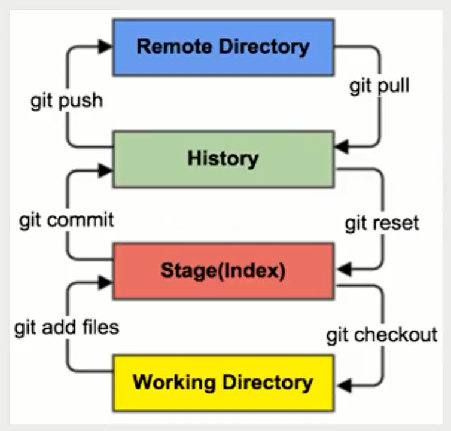 Remote Directory
git push
git pull
History
git commit
git reset
Stage(Index)
git add files
git checkout
Working Directory